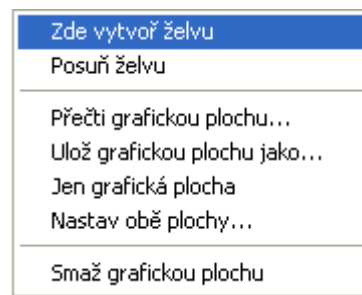 Zde vytvoř želvu
Posuň želvu
Přečti grafickou plochu...
Ulož grafickou plochu jako...
Jen grafická plocha
Nastav obě plochy...
Smaž grafickou plochu